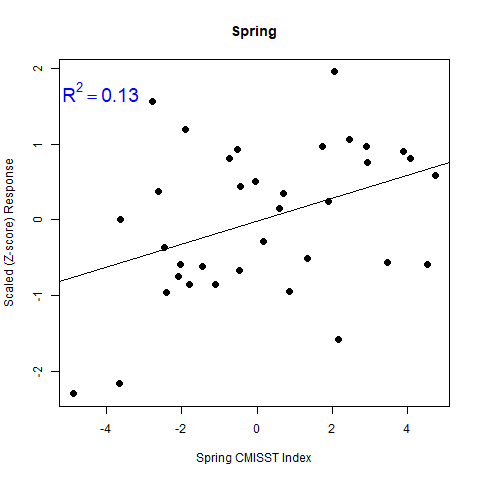 Spring
R² = 0.13
Scaled (Z-score) Response
2
1
0
-1
-2
-4 -2 0 2 4
Spring CMISST Index